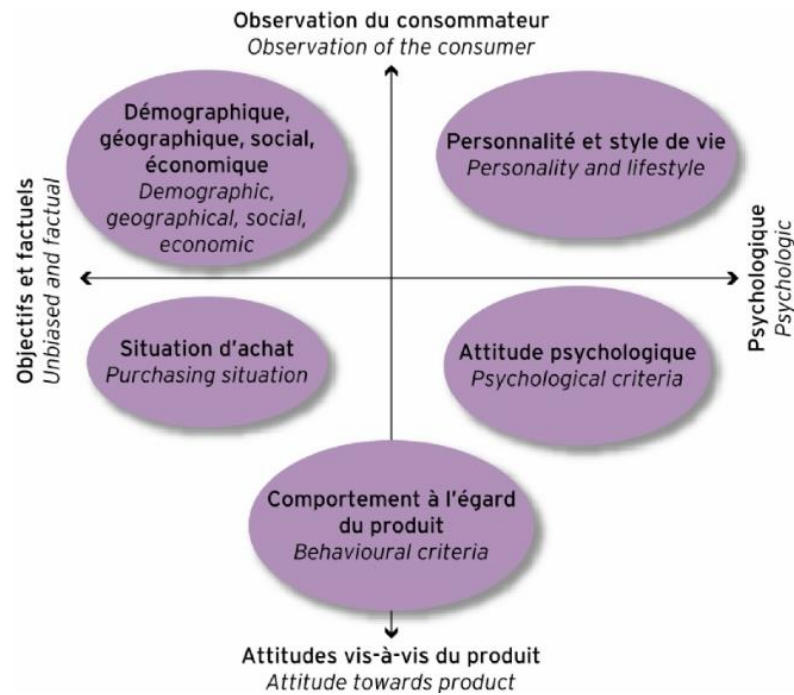 Observation du consommateur
Observation of the consumer
Démographique,
géographique, social,
économique
Demographic,
geographical, social,
economic
Personnalité et style de vie
Personality and lifestyle
Objectifs et factuels
Unbiased and factual
Psychologique
Psychologic
Situation d'achat
Purchasing situation
Attitude psychologique
Psychological criteria
Comportement à l'égard
du produit
Behavioural criteria
Attitudes vis-à-vis du produit
Attitude towards product